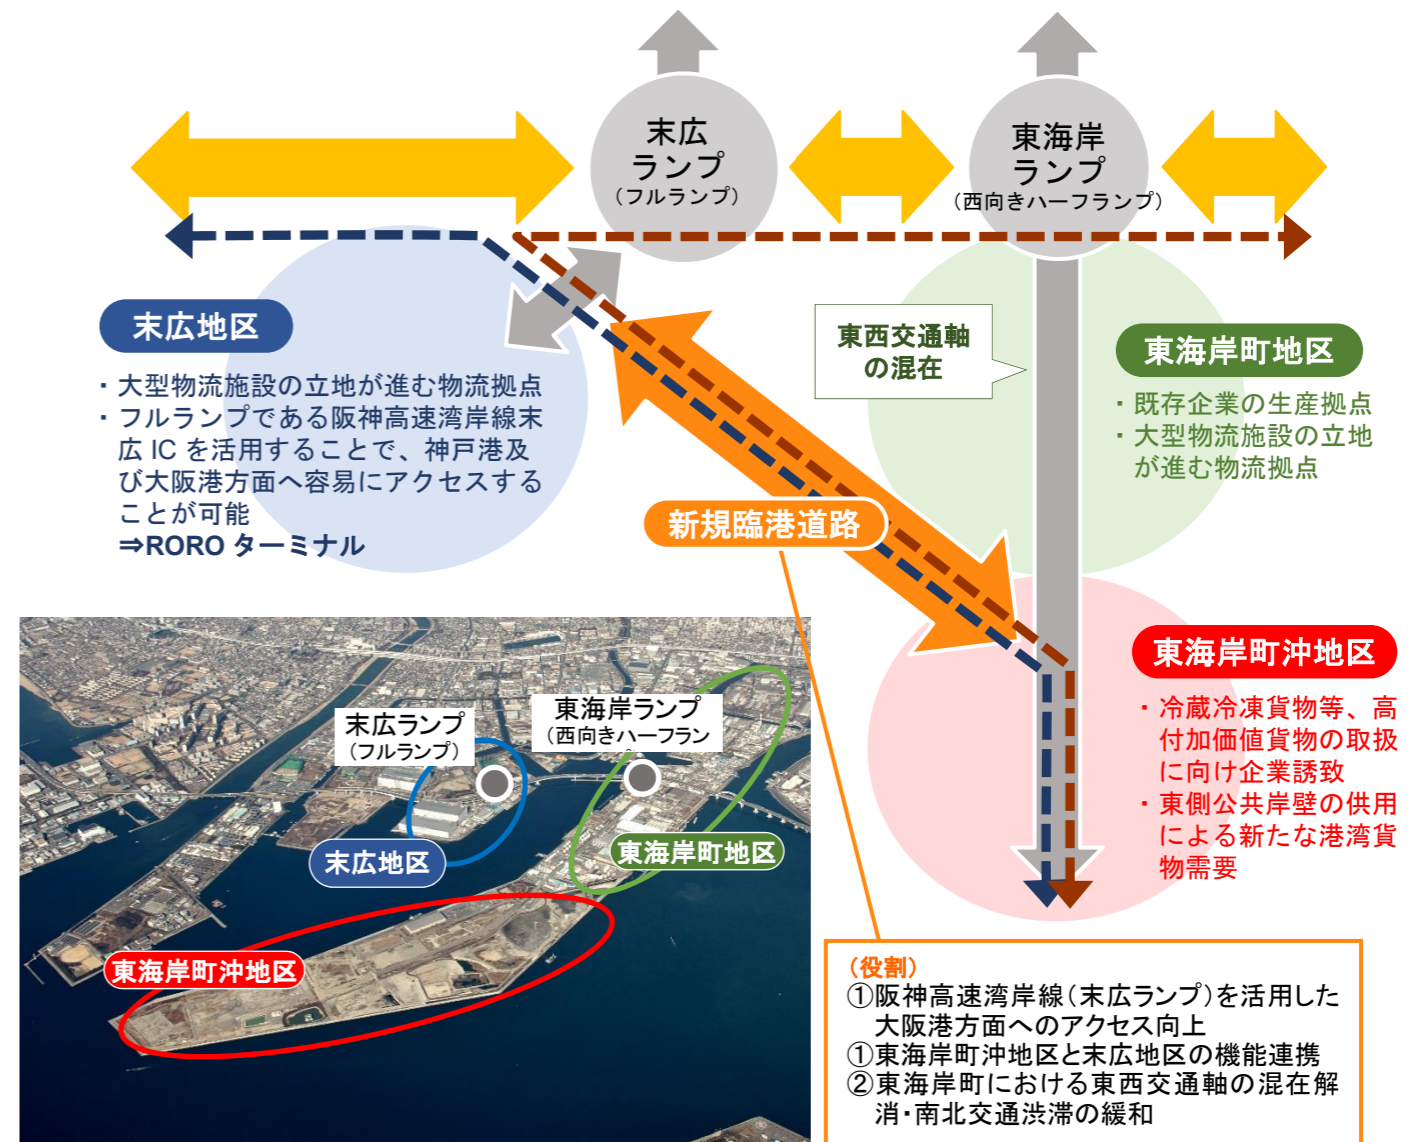 末広
ランプ
（フルランプ）
東海岸
ランプ
（西向きハーフランプ）
末広地区
・大型物流施設の立地が進む物流拠点
・フルランプである阪神高速湾岸線末
広 IC を活用することで、神戸港及
び大阪港方面へ容易にアクセスする
ことが可能
⇒RORO ターミナル
東西交通軸
の混在
東海岸町地区
・既存企業の生産拠点
・大型物流施設の立地
が進む物流拠点
新規臨港道路
東海岸町沖地区
・冷蔵冷凍貨物等、高
付加価値貨物の取扱
に向け企業誘致
・東側公共岸壁の供用
による新たな港湾貨
物需要
末広ランプ
（フルランプ）
東海岸ランプ
（西向きハーフラン
末広地区
東海岸町地区
東海岸町沖地区
（役割）
①阪神高速湾岸線（末広ランプ）を活用した
大阪港方面へのアクセス向上
①東海岸町沖地区と末広地区の機能連携
②東海岸町における東西交通軸の混在解
消・南北交通渋滞の緩和